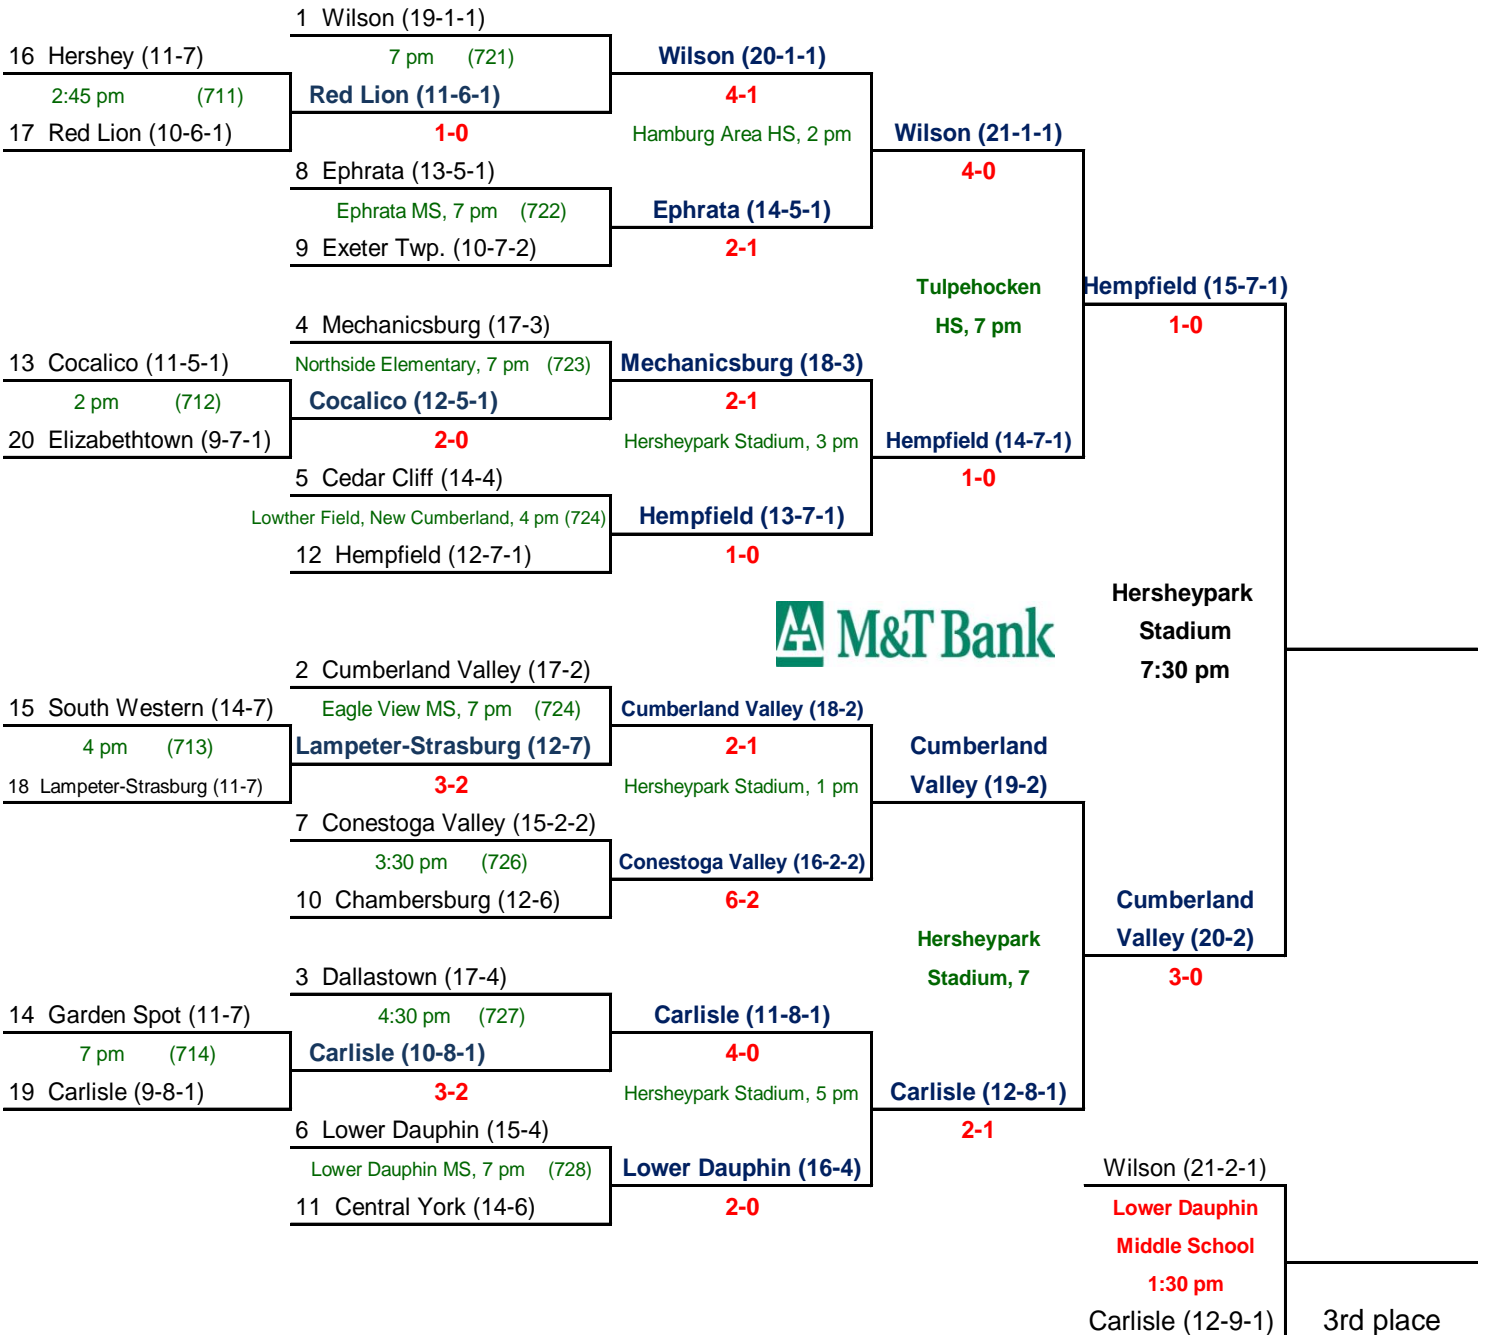 1 Wilson (19-1-1)
16 Hershey (11-7)
7 pm (721)
Wilson (20-1-1)
2:45 pm (711)
Red Lion (11-6-1)
4-1
17 Red Lion (10-6-1)
1-0
Hamburg Area HS, 2 pm
Wilson (21-1-1)
8 Ephrata (13-5-1)
4-0
Ephrata MS, 7 pm (722)
Ephrata (14-5-1)
9 Exeter Twp. (10-7-2)
2-1
Tulpehocken
HS, 7 pm
Hempfield (15-7-1)
1-0
4 Mechanicsburg (17-3)
13 Cocalico (11-5-1)
Northside Elementary, 7 pm (723)
Mechanicsburg (18-3)
2 pm (712)
Cocalico (12-5-1)
2-1
20 Elizabethtown (9-7-1)
2-0
Hersheypark Stadium, 3 pm
Hempfield (14-7-1)
5 Cedar Cliff (14-4)
1-0
Lowther Field, New Cumberland, 4 pm (724)
Hempfield (13-7-1)
12 Hempfield (12-7-1)
1-0
Hersheypark
Stadium
7:30 pm
M&T Bank
2 Cumberland Valley (17-2)
15 South Western (14-7)
Eagle View MS, 7 pm (724)
Cumberland Valley (18-2)
4 pm (713)
Lampeter-Strasburg (12-7)
2-1
Cumberland
Valley (19-2)
18 Lampeter-Strasburg (11-7)
3-2
Hersheypark Stadium, 1 pm
7 Conestoga Valley (15-2-2)
3:30 pm (726)
Conestoga Valley (16-2-2)
10 Chambersburg (12-6)
6-2
Cumberland
Valley (20-2)
3-0
Hersheypark
Stadium, 7
3 Dallastown (17-4)
14 Garden Spot (11-7)
4:30 pm (727)
Carlisle (11-8-1)
7 pm (714)
Carlisle (10-8-1)
4-0
19 Carlisle (9-8-1)
3-2
Hersheypark Stadium, 5 pm
Carlisle (12-8-1)
6 Lower Dauphin (15-4)
2-1
Lower Dauphin MS, 7 pm (728)
Lower Dauphin (16-4)
11 Central York (14-6)
2-0
Wilson (21-2-1)
Lower Dauphin
Middle School
1:30 pm
Carlisle (12-9-1)
3rd place